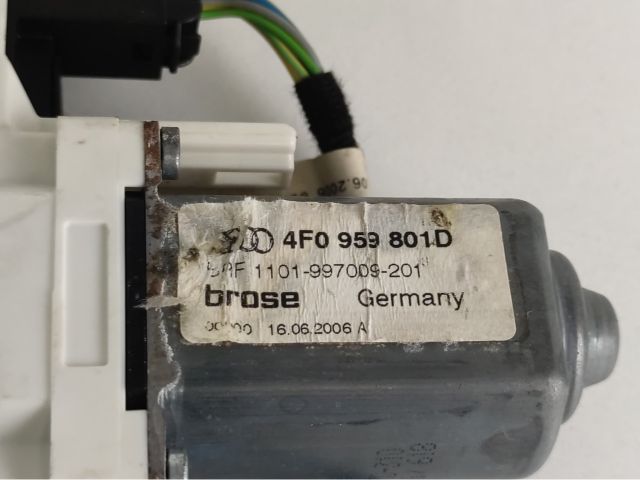 4F0 959 801D
1101-997009-201
brose Germany
16.06.2006 A